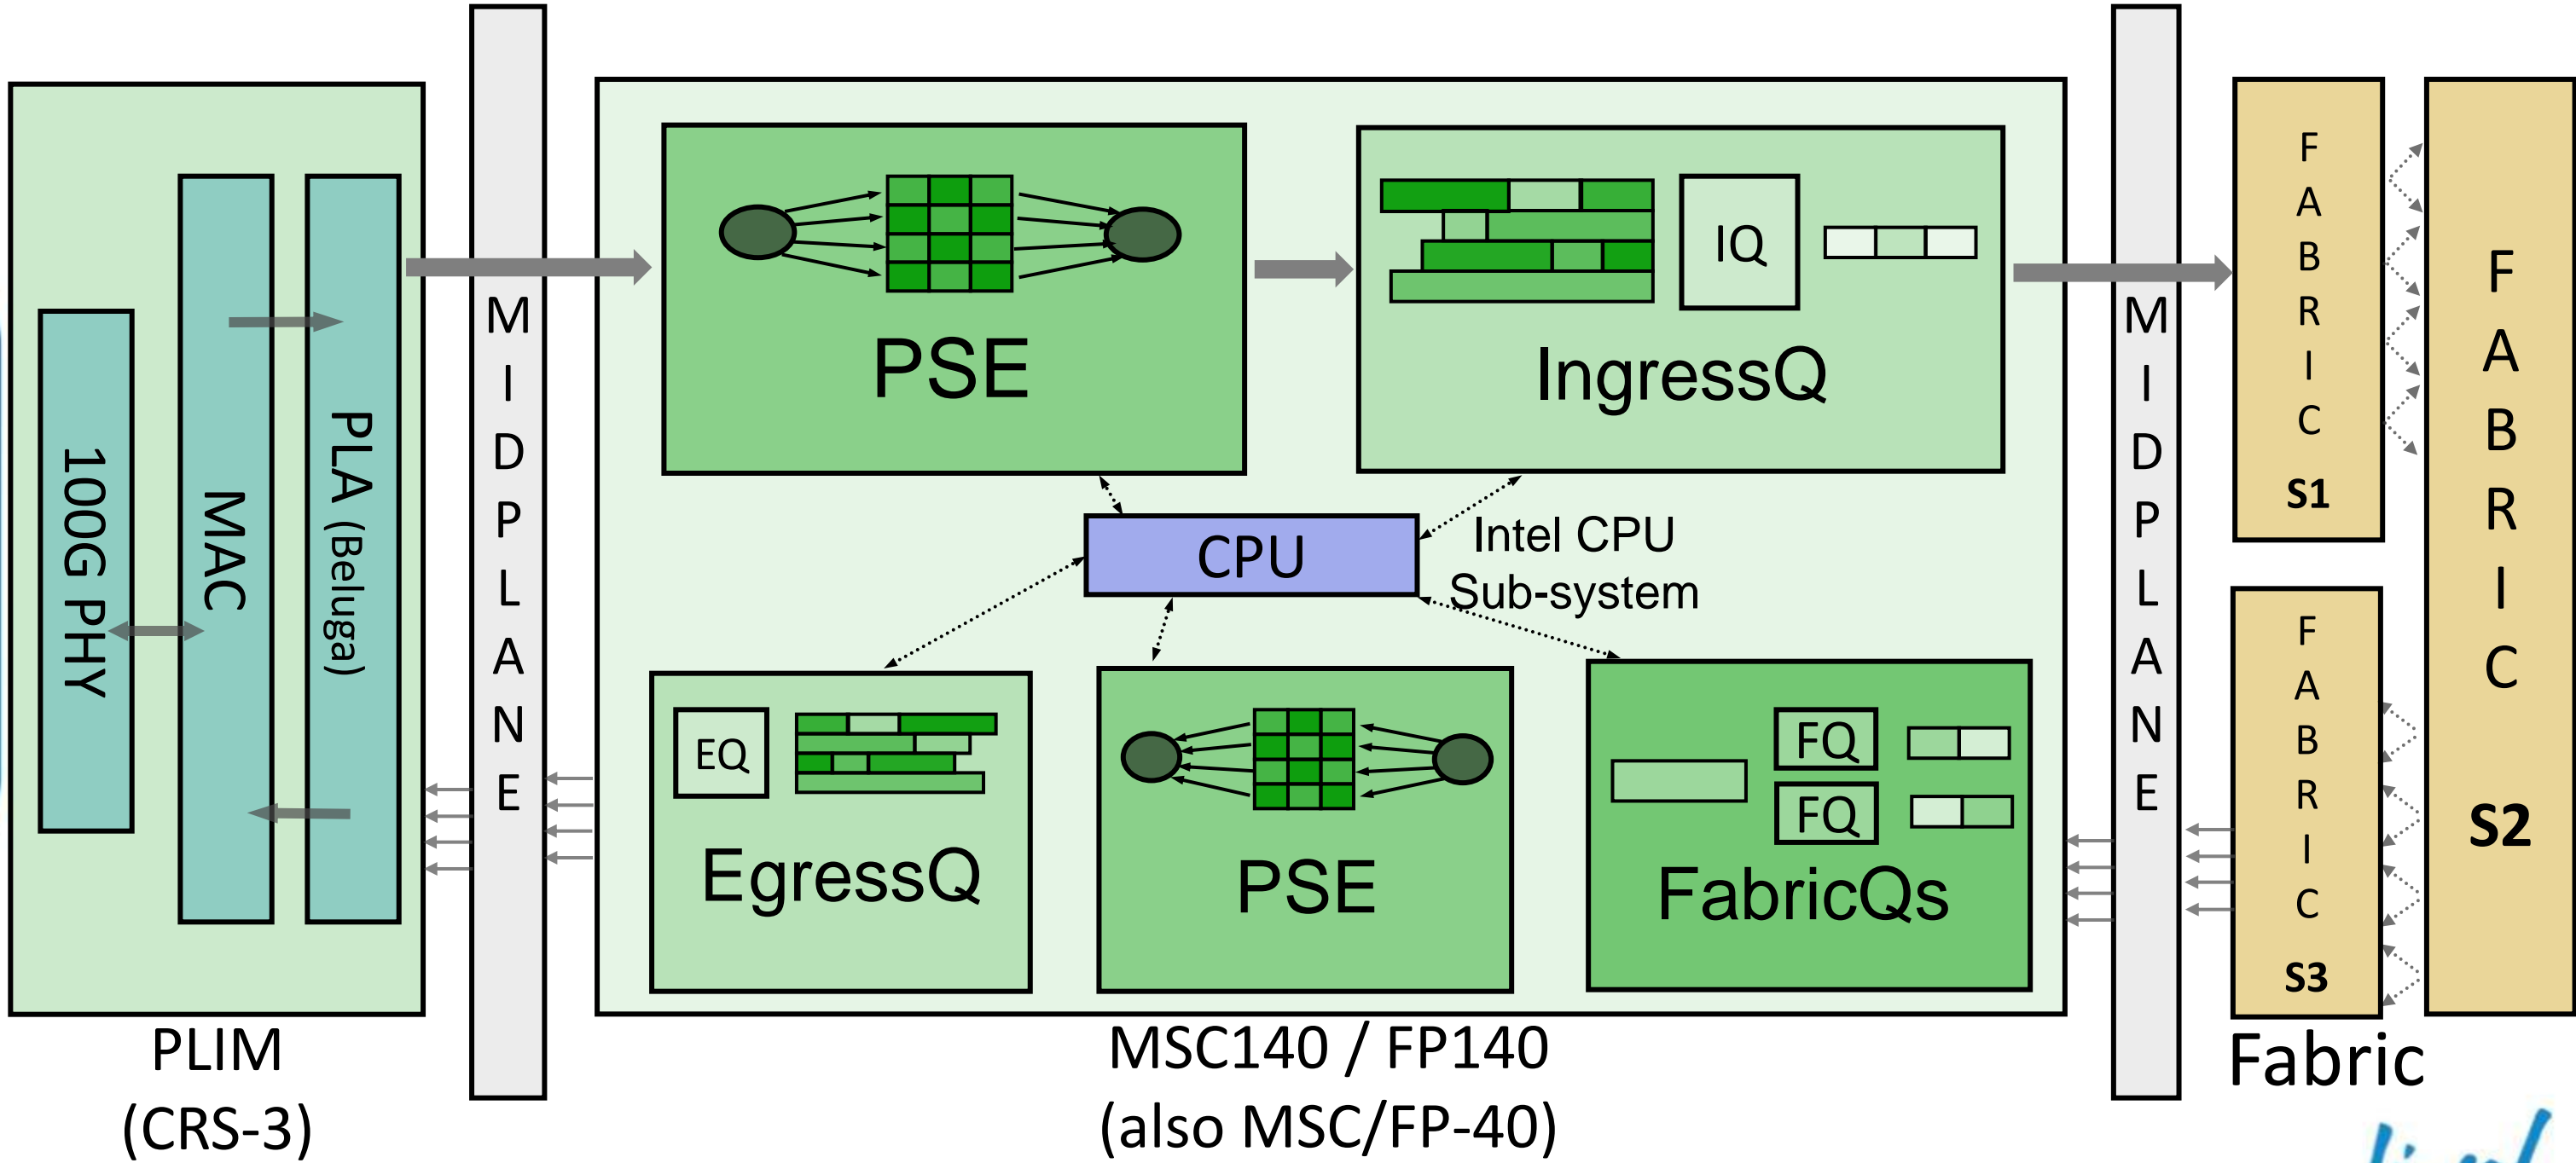 100G PHY
MAC
PLA (Beluga)
PLIM
(CRS-3)
MIDPLANE
PSE
IQ
IngressQ
CPU
Intel CPU
Sub-system
EQ
EgressQ
PSE
FQ
FQ
FabricQs
MSC140 / FP140
(also MSC/FP-40)
MIDPLANE
FABRIC
S1
FABRIC
S3
FABRIC
S2
Fabric